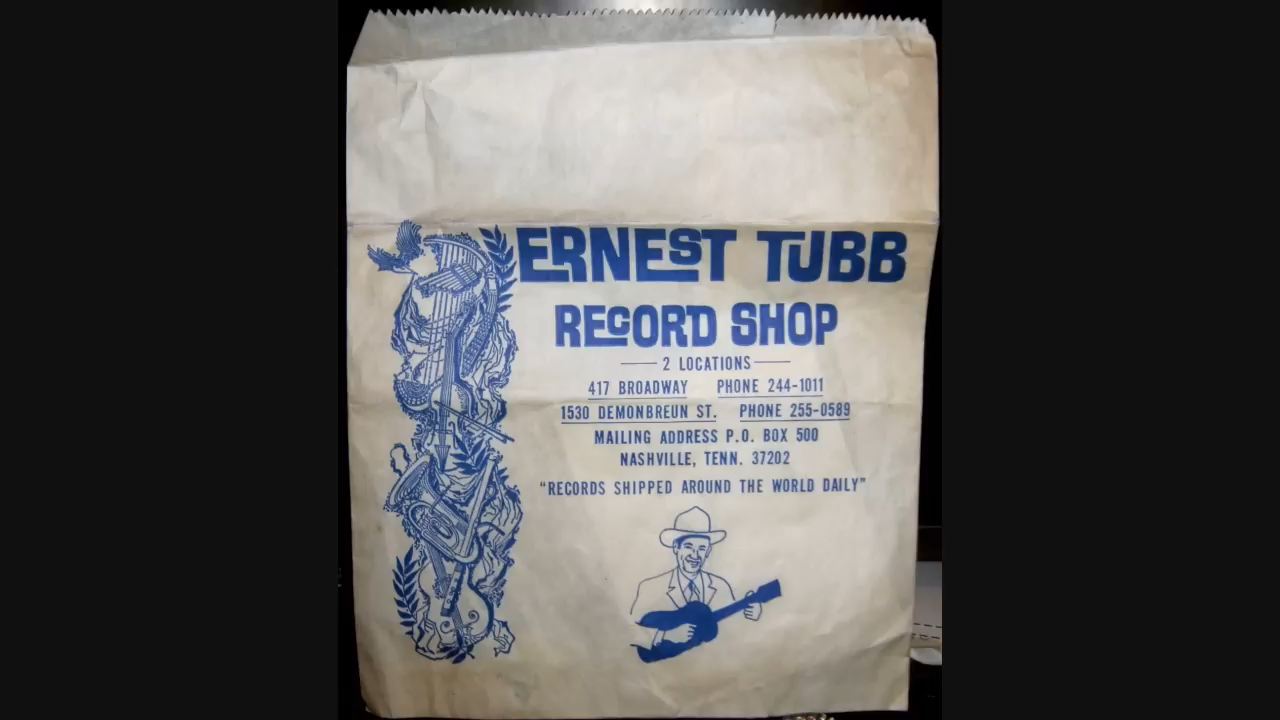 ERNEST TUBB
RECORD SHOP
2 LOCATIONS
417 BROADWAY PHONE 244-1011
1530 DEMONBREUN ST. PHONE 255-0589
MAILING ADDRESS P.O. BOX 500
NASHVILLE, TENN. 37202
"RECORDS SHIPPED AROUND THE WORLD DAILY"